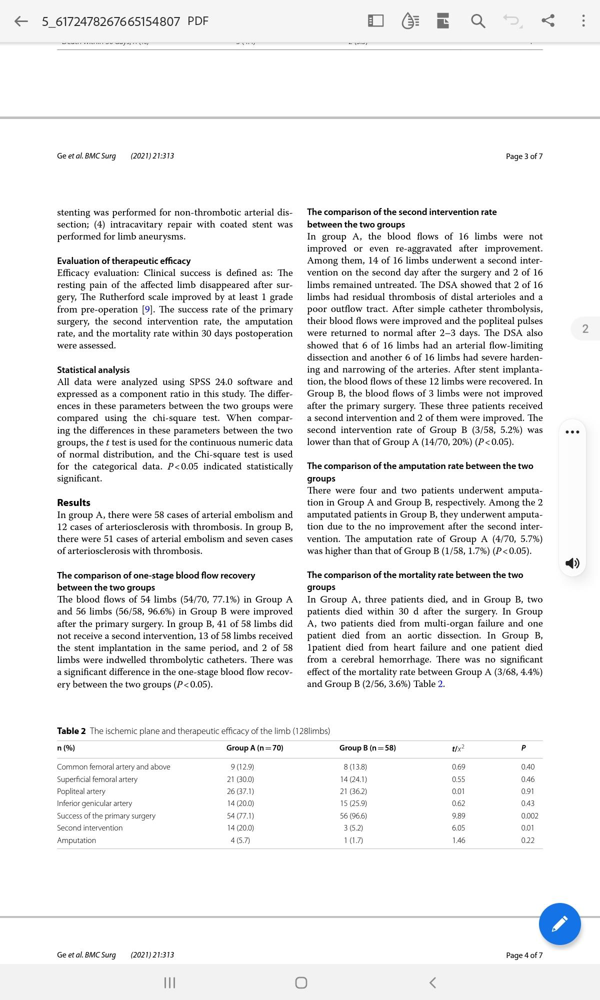 5_6172478267665154807 PDF
Ge et al. BMC Surg (2021) 21:313
Page 3 of 7
stenting was performed for non-thrombotic arterial dis-
section; (4) intracavitary repair with coated stent was
performed for limb aneurysms.
Evaluation of therapeutic efficacy
Efficacy evaluation: Clinical success is defined as: The
resting pain of the affected limb disappeared after sur-
gery, The Rutherford scale improved by at least 1 grade
from pre-operation [9]. The success rate of the primary
surgery, the second intervention rate, the amputation
rate, and the mortality rate within 30 days postoperation
were assessed.
Statistical analysis
All data were analyzed using SPSS 24.0 software and
expressed as a component ratio in this study. The differ-
ences in these parameters between the two groups were
compared using the chi-square test. When compar-
ing the differences in these parameters between the two
groups, the t test is used for the continuous numeric data
of normal distribution, and the Chi-square test is used
for the categorical data. P<0.05 indicated statistically
significant.
Results
In group A, there were 58 cases of arterial embolism and
12 cases of arteriosclerosis with thrombosis. In group B,
there were 51 cases of arterial embolism and seven cases
of arteriosclerosis with thrombosis.
The comparison of one-stage blood flow recovery
between the two groups
The blood flows of 54 limbs (54/70, 77.1%) in Group A
and 56 limbs (56/58, 96.6%) in Group B were improved
after the primary surgery. In group B, 41 of 58 limbs did
not receive a second intervention, 13 of 58 limbs received
the stent implantation in the same period, and 2 of 58
limbs were indwelled thrombolytic catheters. There was
a significant difference in the one-stage blood flow recov-
ery between the two groups (P<0.05).
The comparison of the second intervention rate
between the two groups
In group A, the blood flows of 16 limbs were not
improved or even re-aggravated after improvement.
Among them, 14 of 16 limbs underwent a second inter-
vention on the second day after the surgery and 2 of 16
limbs remained untreated. The DSA showed that 2 of 16
limbs had residual thrombosis of distal arterioles and a
poor outflow tract. After simple catheter thrombolysis,
their blood flows were improved and the popliteal pulses
were returned to normal after 2–3 days. The DSA also
showed that 6 of 16 limbs had an arterial flow-limiting
dissection and another 6 of 16 limbs had severe harden-
ing and narrowing of the arteries. After stent implanta-
tion, the blood flows of these 12 limbs were recovered. In
Group B, the blood flows of 3 limbs were not improved
after the primary surgery. These three patients received
a second intervention and 2 of them were improved. The
second intervention rate of Group B (3/58, 5.2%) was
lower than that of Group A (14/70, 20%) (P<0.05).
The comparison of the amputation rate between the two
groups
There were four and two patients underwent amputa-
tion in Group A and Group B, respectively. Among the 2
amputated patients in Group B, they underwent amputa-
tion due to the no improvement after the second inter-
vention. The amputation rate of Group A (4/70, 5.7%)
was higher than that of Group B (1/58, 1.7%) (P<0.05).
The comparison of the mortality rate between the two
groups
In Group A, three patients died, and in Group B, two
patients died within 30 d after the surgery. In Group
A, two patients died from multi-organ failure and one
patient died from an aortic dissection. In Group B,
1patient died from heart failure and one patient died
from a cerebral hemorrhage. There was no significant
effect of the mortality rate between Group A (3/68, 4.4%)
and Group B (2/56, 3.6%) Table 2.
2
Table 2 The ischemic plane and therapeutic efficacy of the limb (128limbs)
n (%) Group A (n=70) Group B (n=58) t/x² P
Common femoral artery and above 9 (12.9) 8 (13.8) 0.69 0.40
Superficial femoral artery 21 (30.0) 14 (24.1) 0.55 0.46
Popliteal artery 26 (37.1) 21 (36.2) 0.01 0.91
Inferior genicular artery 14 (20.0) 15 (25.9) 0.62 0.43
Success of the primary surgery 54 (77.1) 56 (96.6) 9.89 0.002
Second intervention 14 (20.0) 3 (5.2) 6.05 0.01
Amputation 4 (5.7) 1 (1.7) 1.46 0.22
Ge et al. BMC Surg (2021) 21:313
Page 4 of 7